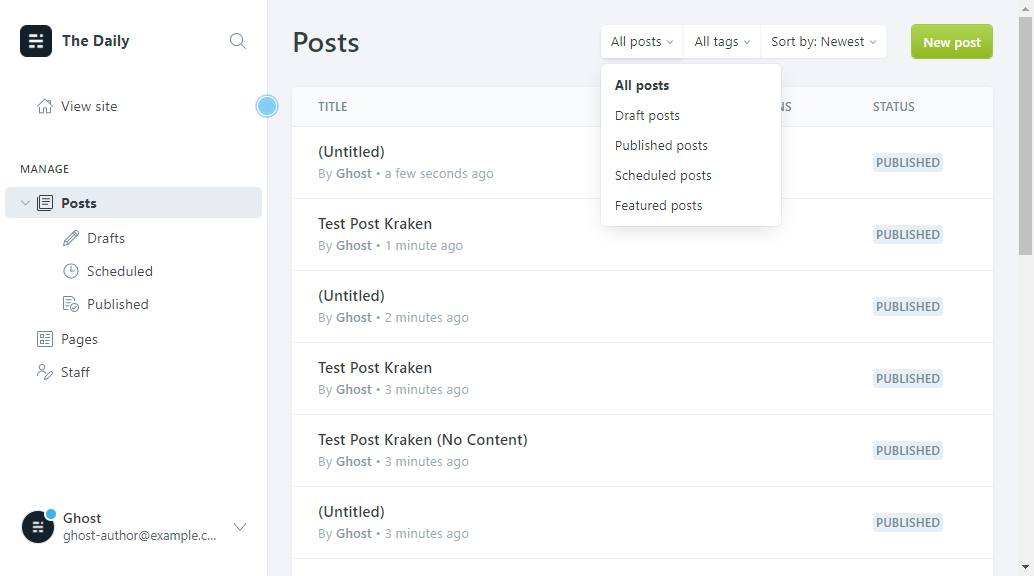 The Daily
View site
MANAGE
Posts
Drafts
Scheduled
Published
Pages
Staff
Ghost
ghost-author@example.c...
Posts
All posts
All tags
Sort by: Newest
New post
All posts
Draft posts
Published posts
Scheduled posts
Featured posts
TITLE
STATUS
(Untitled)
By Ghost • a few seconds ago
PUBLISHED
Test Post Kraken
By Ghost • 1 minute ago
PUBLISHED
(Untitled)
By Ghost • 2 minutes ago
PUBLISHED
Test Post Kraken
By Ghost • 3 minutes ago
PUBLISHED
Test Post Kraken (No Content)
By Ghost • 3 minutes ago
PUBLISHED
(Untitled)
By Ghost • 3 minutes ago
PUBLISHED